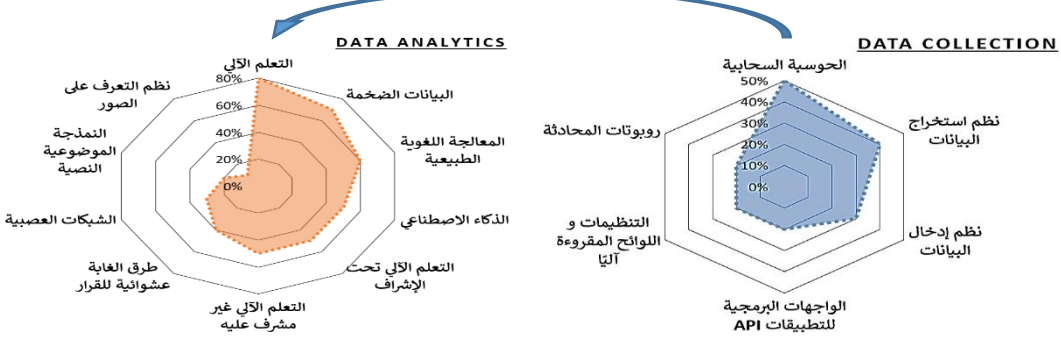 DATA ANALYTICS
التعلم الآلي
80%
60%
40%
20%
0%
البيانات الضخمة
المعالجة اللغوية
الطبيعية
الذكاء الاصطناعي
التعلم الآلي تحت
الإشراف
التعلم الآلي غير
مشرف عليه
طرق الغابة
عشوائية للقرار
الشبكات العصبية
النمذجة
الموضوعية
النصية
نظم التعرف على
الصور
DATA COLLECTION
الحوسبة السحابية
50%
40%
30%
20%
10%
0%
نظم استخراج
البيانات
نظم إدخال
البيانات
الواجهات البرمجية
للتطبيقات API
التنظيمات و
اللوائح المقروءة
آليًا
روبوتات المحادثة